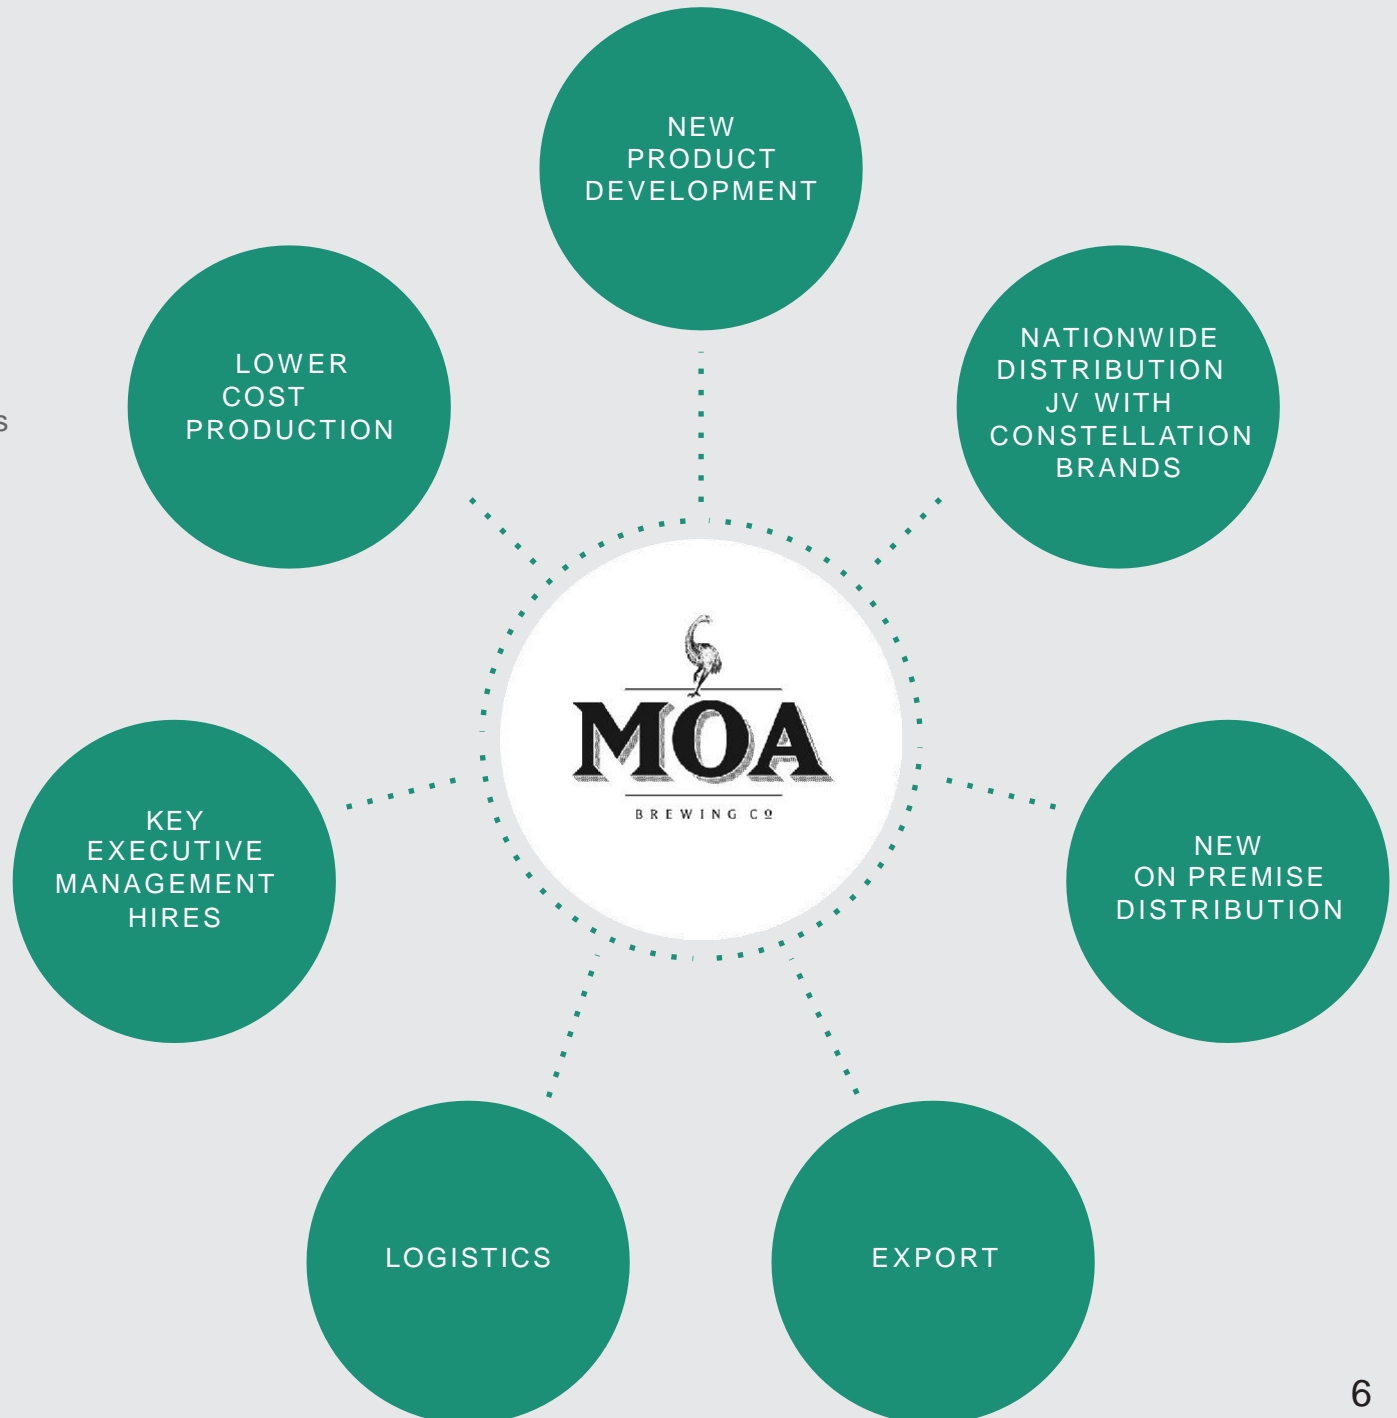 NEW
PRODUCT
DEVELOPMENT
LOWER
COST
PRODUCTION
NATIONWIDE
DISTRIBUTION
JV WITH
CONSTELLATION
BRANDS
s
MOA
BREWING Cº
KEY
EXECUTIVE
MANAGEMENT
HIRES
NEW
ON PREMISE
DISTRIBUTION
LOGISTICS
EXPORT
6